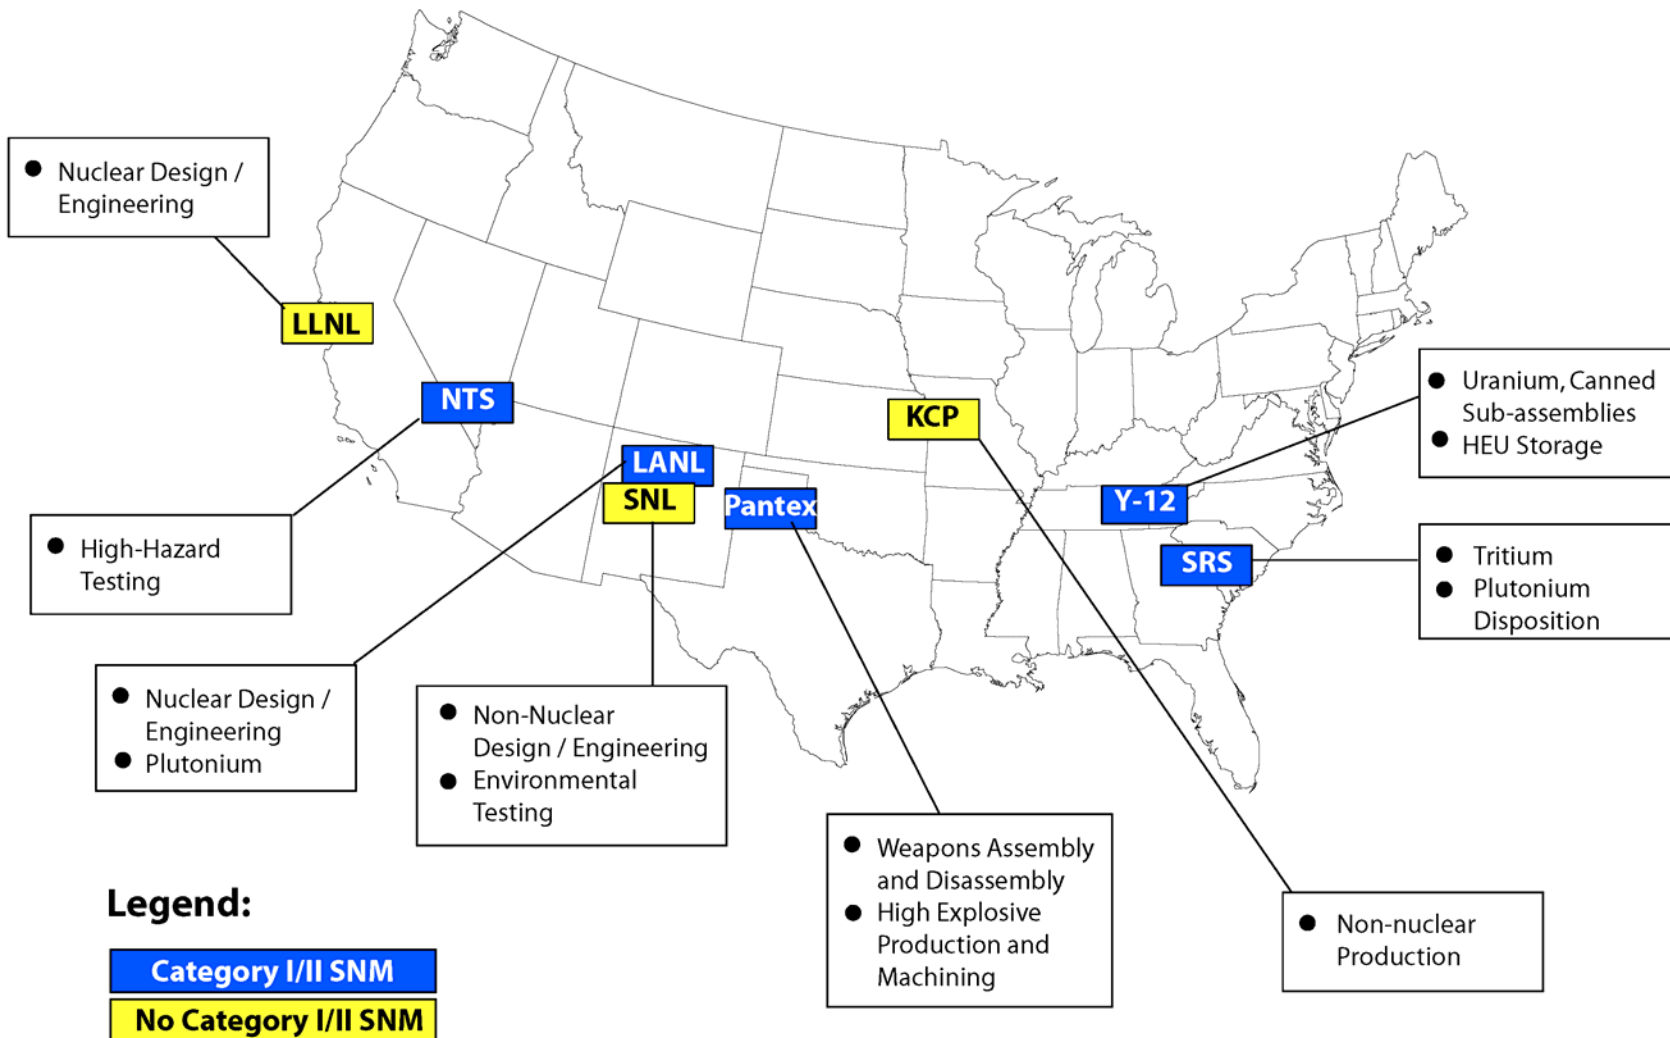 Nuclear Design /
Engineering
LLNL
NTS
KCP
Uranium, Canned
Sub-assemblies
HEU Storage
LANL
SNL
Pantex
Y-12
SRS
High-Hazard
Testing
Tritium
Plutonium
Disposition
Nuclear Design /
Engineering
Plutonium
Non-Nuclear
Design / Engineering
Environmental
Testing
Weapons Assembly
and Disassembly
High Explosive
Production and
Machining
Non-nuclear
Production
Legend:
Category I/II SNM
No Category I/II SNM